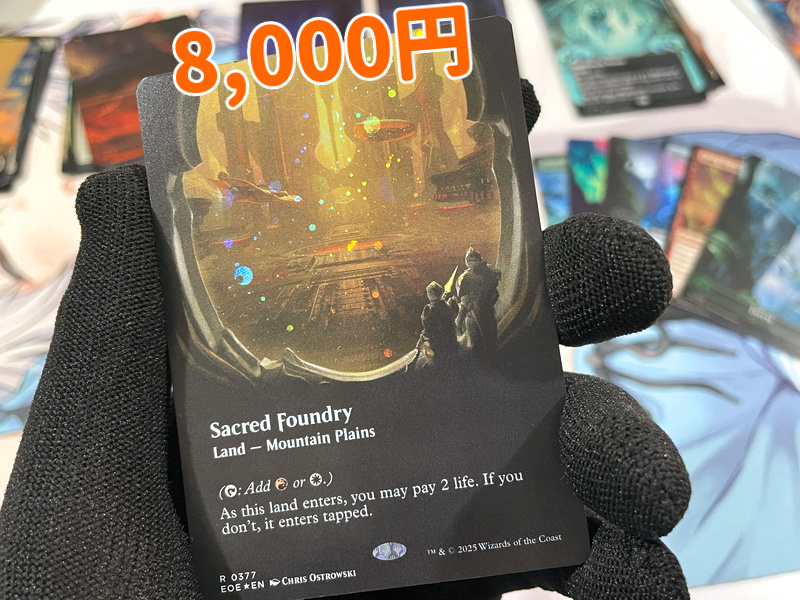 8,000円
Sacred Foundry
Land — Mountain Plains
(: Add or .)
As this land enters, you may pay 2 life. If you
don't, it enters tapped.
™ & © 2025 Wizards of the Coast
R 0377
EOE★EN CHRIS OSTROWSKI